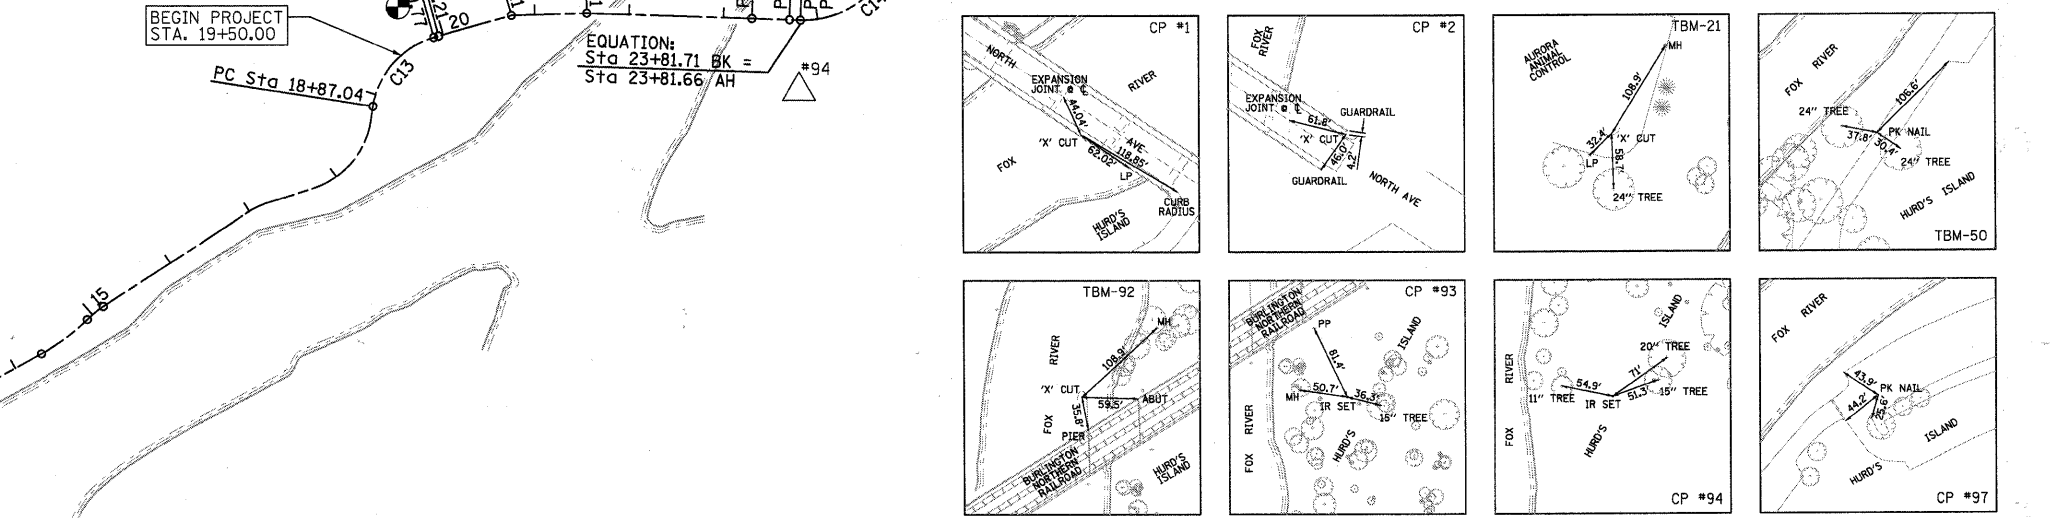 BEGIN PROJECT
STA. 19+50.00
PC Sta 18+87.04
C13
20
21
77
EQUATION:
Sta 23+81.71 BK =
Sta 23+81.66 AH
#94
C14
15
CP #1
NORTH
RIVER
EXPANSION
JOINT @ ℄
44.04'
'X' CUT
AVE
118.85'
62.02'
FOX
LP
CURB
RADIUS
HURD'S
ISLAND
CP #2
FOX
RIVER
EXPANSION
JOINT @ ℄
GUARDRAIL
61.8'
'X' CUT
46.0'
4.2'
GUARDRAIL
NORTH AVE
TBM-21
MH
AURORA
ANIMAL
CONTROL
108.9'
32.4'
'X' CUT
LP
58.7'
24" TREE
FOX RIVER
106.6'
24" TREE
37.8'
PK NAIL
30.4'
24" TREE
HURD'S ISLAND
TBM-50
TBM-92
MH
RIVER
108.9'
'X' CUT
59.5'
ABUT
35.8'
FOX
PIER
BURLINGTON
NORTHERN
RAILROAD
HURD'S
ISLAND
CP #93
BURLINGTON
NORTHERN
RAILROAD
PP
ISLAND
81.4'
50.7'
36.3'
MH
IR SET
15" TREE
RIVER
HURD'S
FOX
ISLAND
20" TREE
RIVER
71'
54.9'
51.3'
11" TREE
IR SET
15" TREE
FOX
HURD'S
CP #94
FOX RIVER
43.9'
PK NAIL
44.2'
25.6'
ISLAND
HURD'S
CP #97